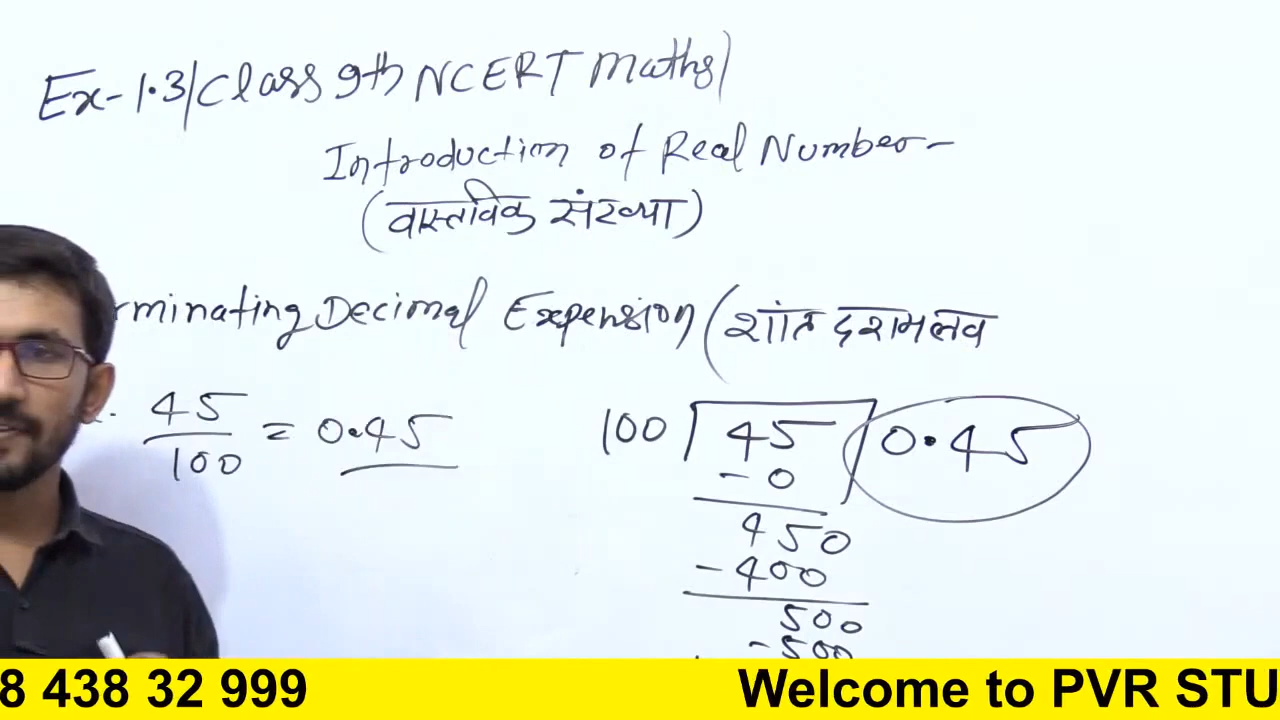 Ex-1.3/Class 9th NCERT Maths/
Introduction of Real Number-
(वास्तविक संख्या)
rminating Decimal Expension (शांत दशमलव
45/100 = 0.45
100 45 0.45
-0
450
-400
500
-500
8 438 32 999 Welcome to PVR STU